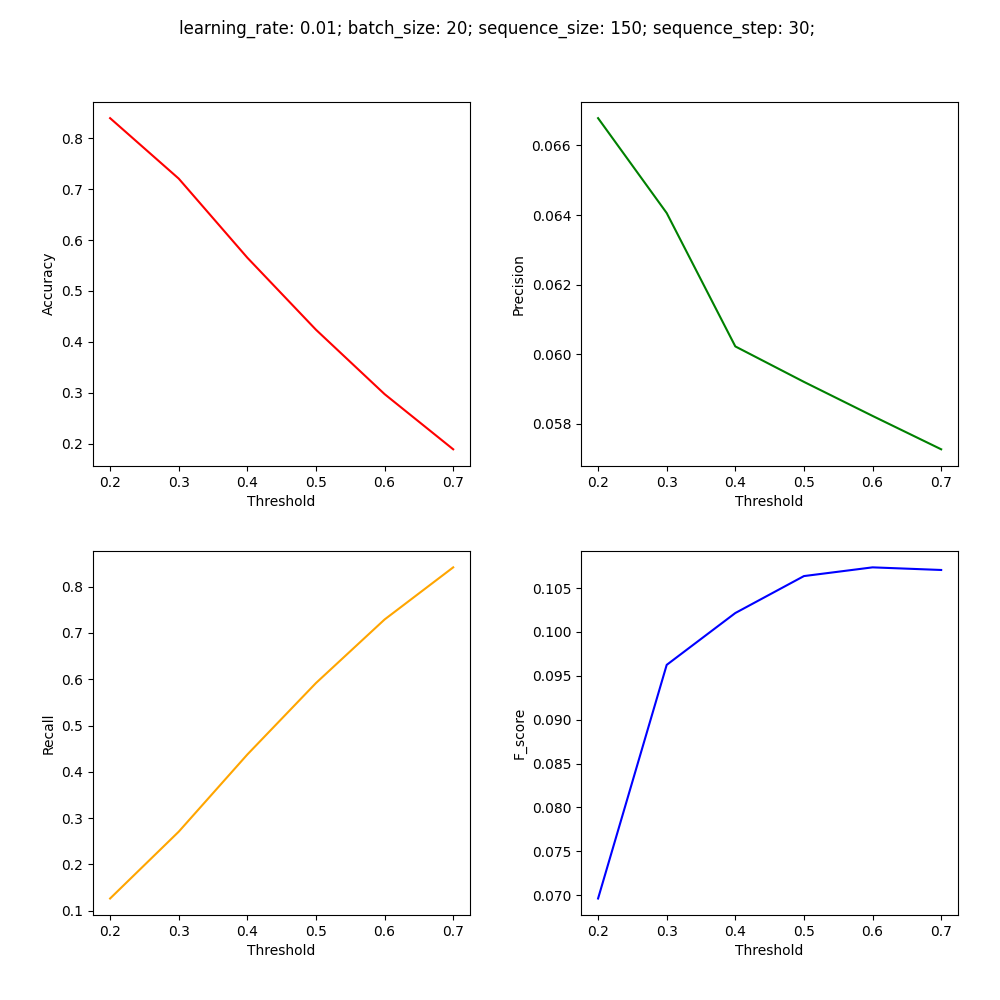 learning_rate: 0.01; batch_size: 20; sequence_size: 150; sequence_step: 30;
Accuracy
0.8
0.7
0.6
0.5
0.4
0.3
0.2
0.2 0.3 0.4 0.5 0.6 0.7
Threshold
Precision
0.066
0.064
0.062
0.060
0.058
0.2 0.3 0.4 0.5 0.6 0.7
Threshold
Recall
0.8
0.7
0.6
0.5
0.4
0.3
0.2
0.1
0.2 0.3 0.4 0.5 0.6 0.7
Threshold
F_score
0.105
0.100
0.095
0.090
0.085
0.080
0.075
0.070
0.2 0.3 0.4 0.5 0.6 0.7
Threshold